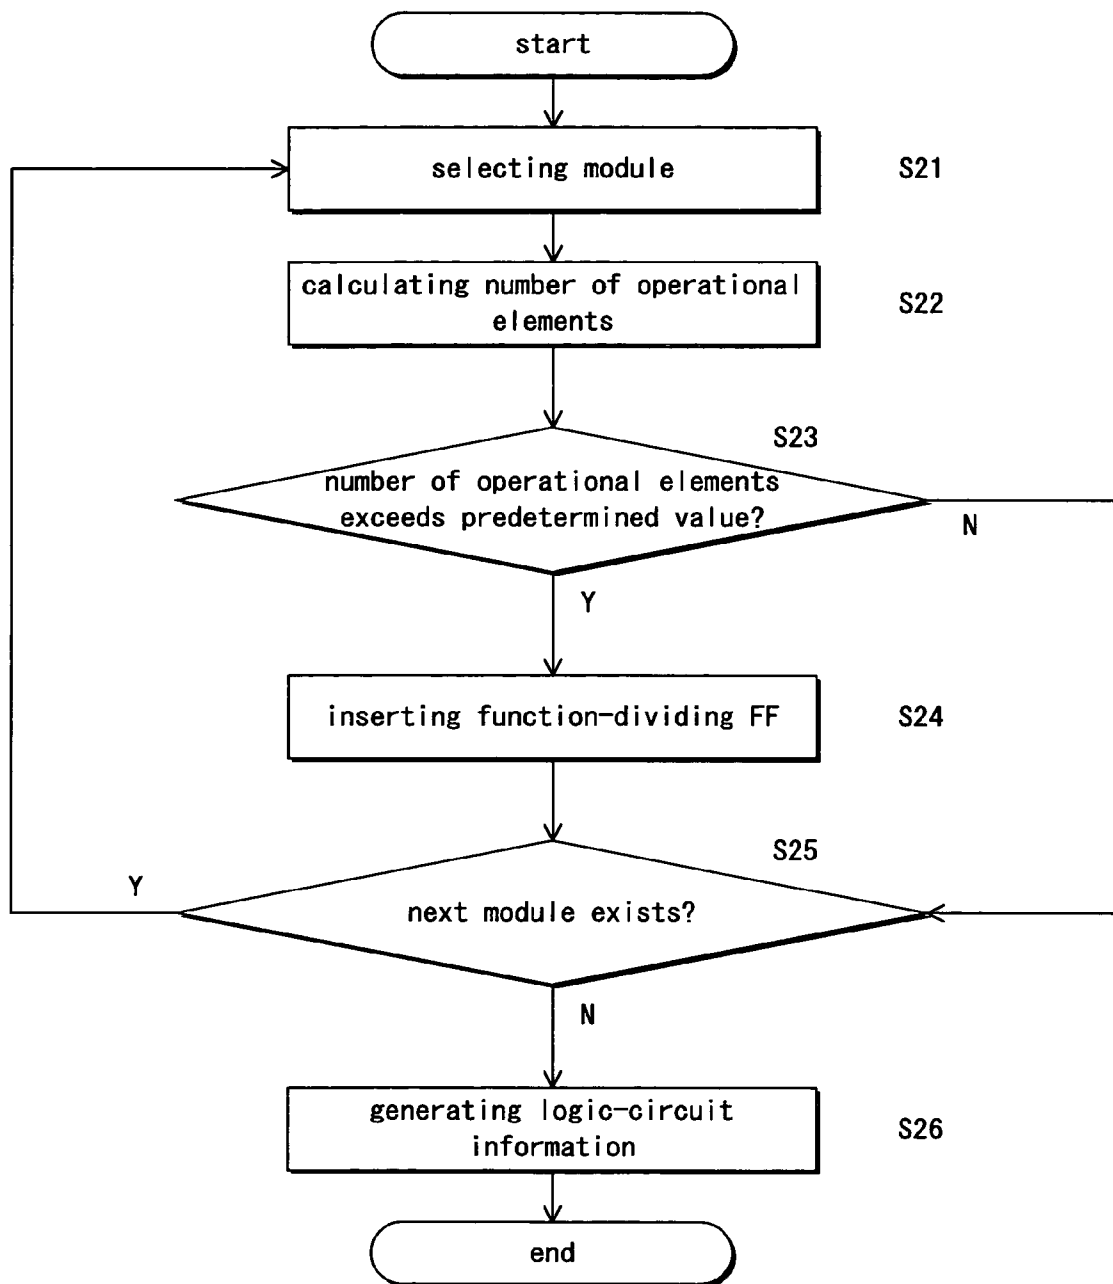 start
selecting module
S21
calculating number of operational
elements
S22
S23
number of operational elements
exceeds predetermined value?
N
Y
inserting function-dividing FF
S24
S25
Y
next module exists?
N
generating logic-circuit
information
S26
end